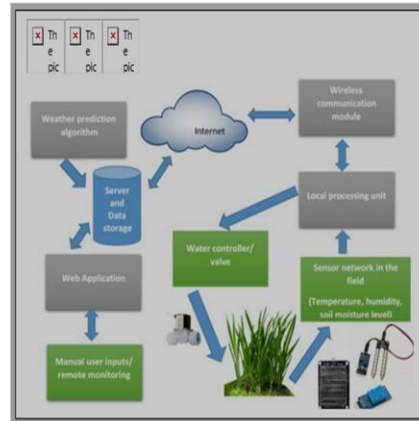 Th
e
pic
Th
e
pic
Th
e
pic
Weather prediction
algorithm
Internet
Wireless
communication
module
Server
and
Data
storage
Local processing unit
Water controller/
valve
Web Application
Sensor network in the
field
(Temperature, humidity,
soil moisture level)
Manual user inputs/
remote monitoring